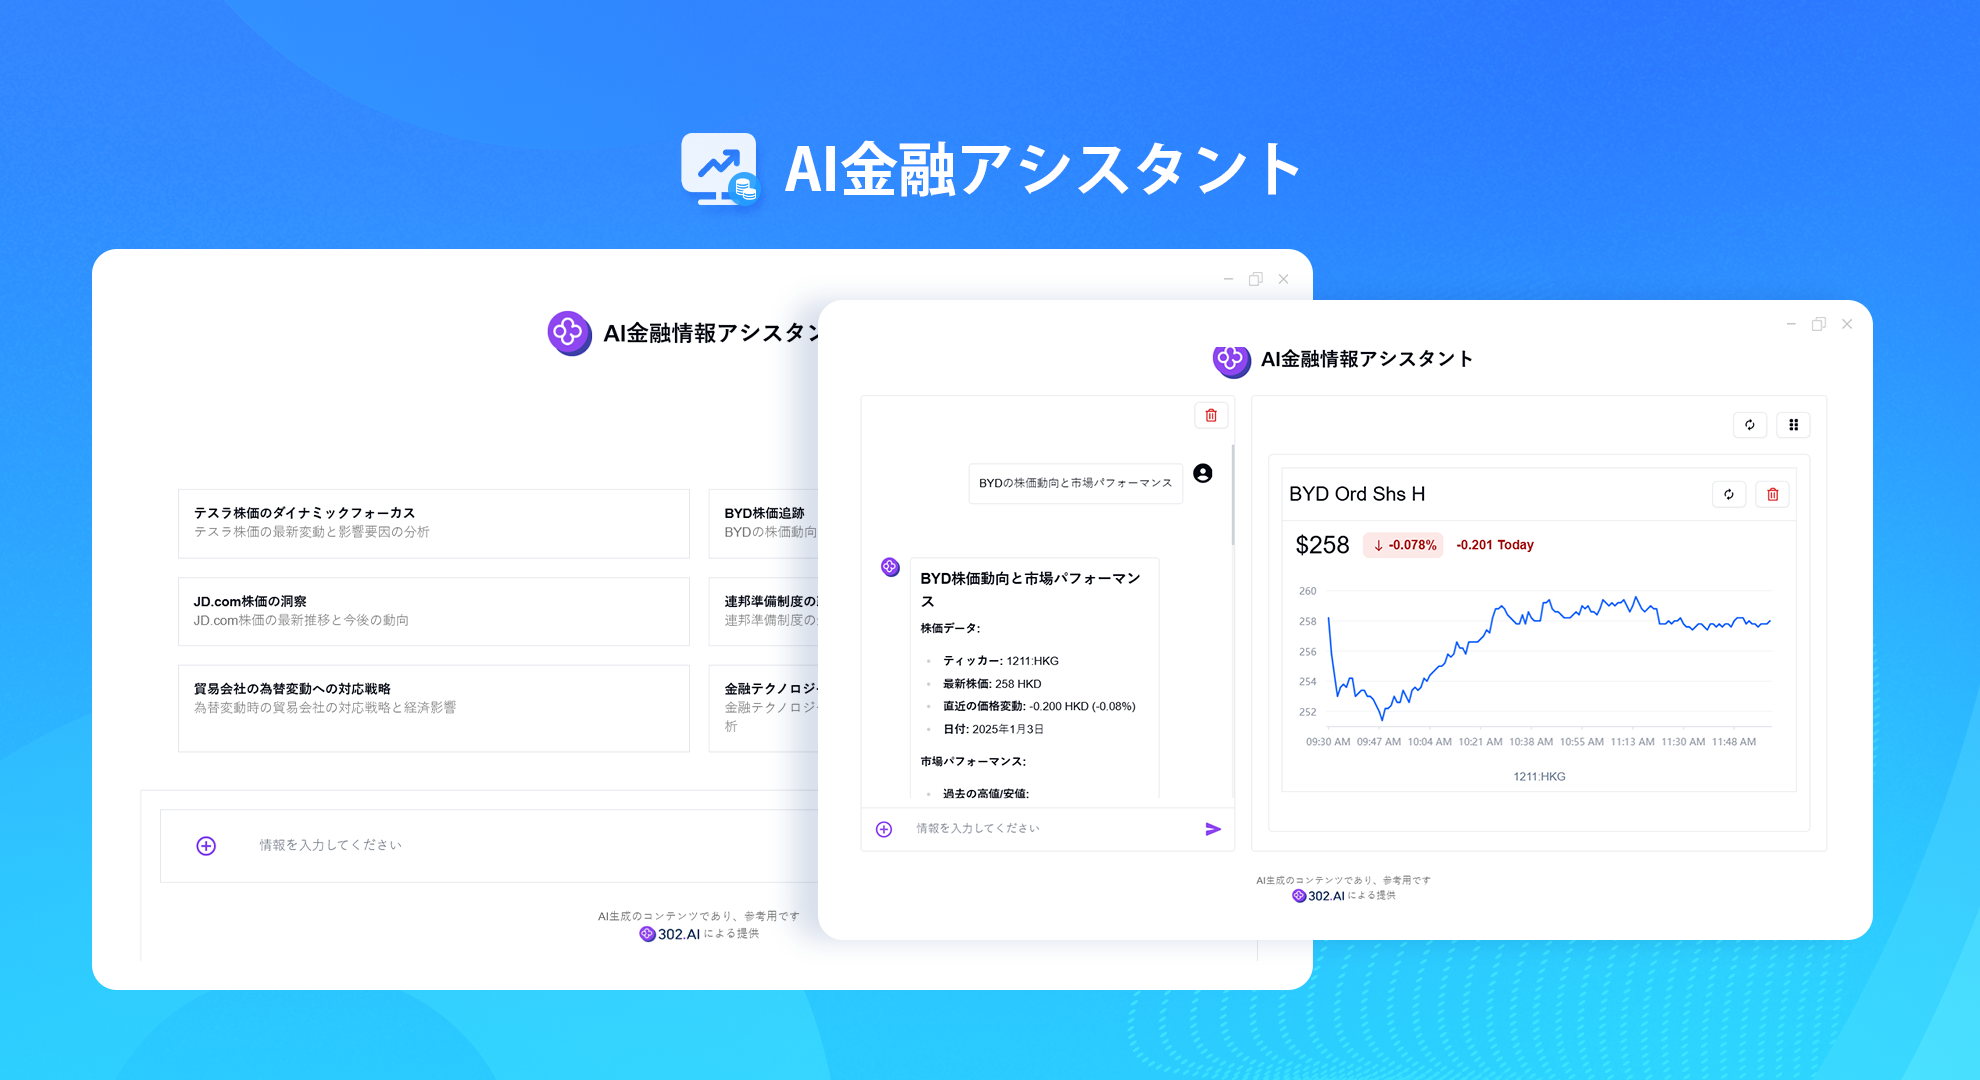 AI金融アシスタント
AI金融情報アシスタン
テスラ株価のダイナミックフォーカス
テスラ株価の最新変動と影響要因の分析
BYD株価追跡
BYDの株価動向
JD.com株価の洞察
JD.com株価の最新推移と今後の動向
連邦準備制度の
連邦準備制度の
貿易会社の為替変動への対応戦略
為替変動時の貿易会社の対応戦略と経済影響
金融テクノロジ
金融テクノロジ
析
情報を入力してください
AI生成のコンテンツであり、参考用です
302.AI による提供
AI金融情報アシスタント
BYDの株価動向と市場パフォーマンス
BYD株価動向と市場パフォーマン
ス
株価データ:
ティッカー: 1211:HKG
最新株価: 258 HKD
直近の価格変動: -0.200 HKD (-0.08%)
日付: 2025年1月3日
市場パフォーマンス:
過去の高値/安値:
情報を入力してください
BYD Ord Shs H
$258 ↓ -0.078% -0.201 Today
260
258
256
254
252
09:30 AM 09:47 AM 10:04 AM 10:21 AM 10:38 AM 10:55 AM 11:13 AM 11:30 AM 11:48 AM
1211:HKG
AI生成のコンテンツであり、参考用です
302.AI による提供